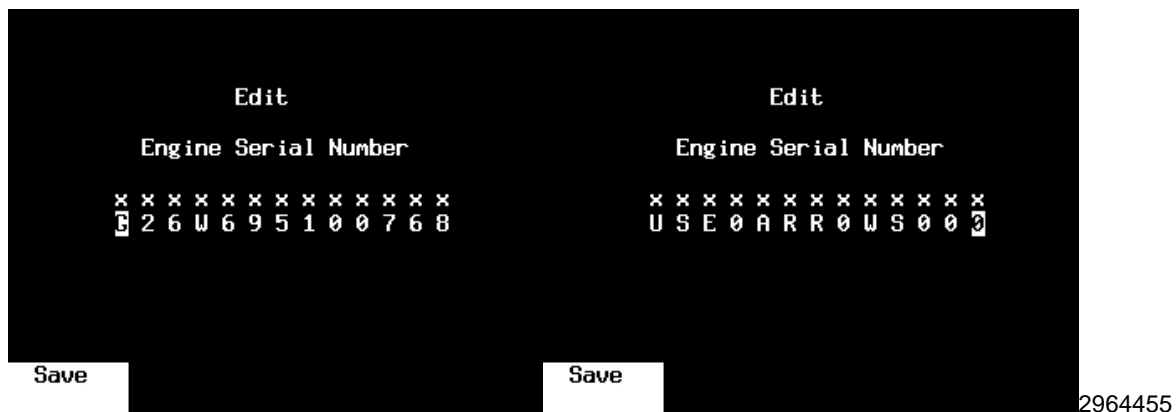 Edit
Engine Serial Number
x x x x x x x x x x x x x
G 2 6 W 6 9 5 1 0 0 7 6 8
Save
Edit
Engine Serial Number
x x x x x x x x x x x x x
U S E 0 A R R 0 W S 0 0 0
Save
2964455